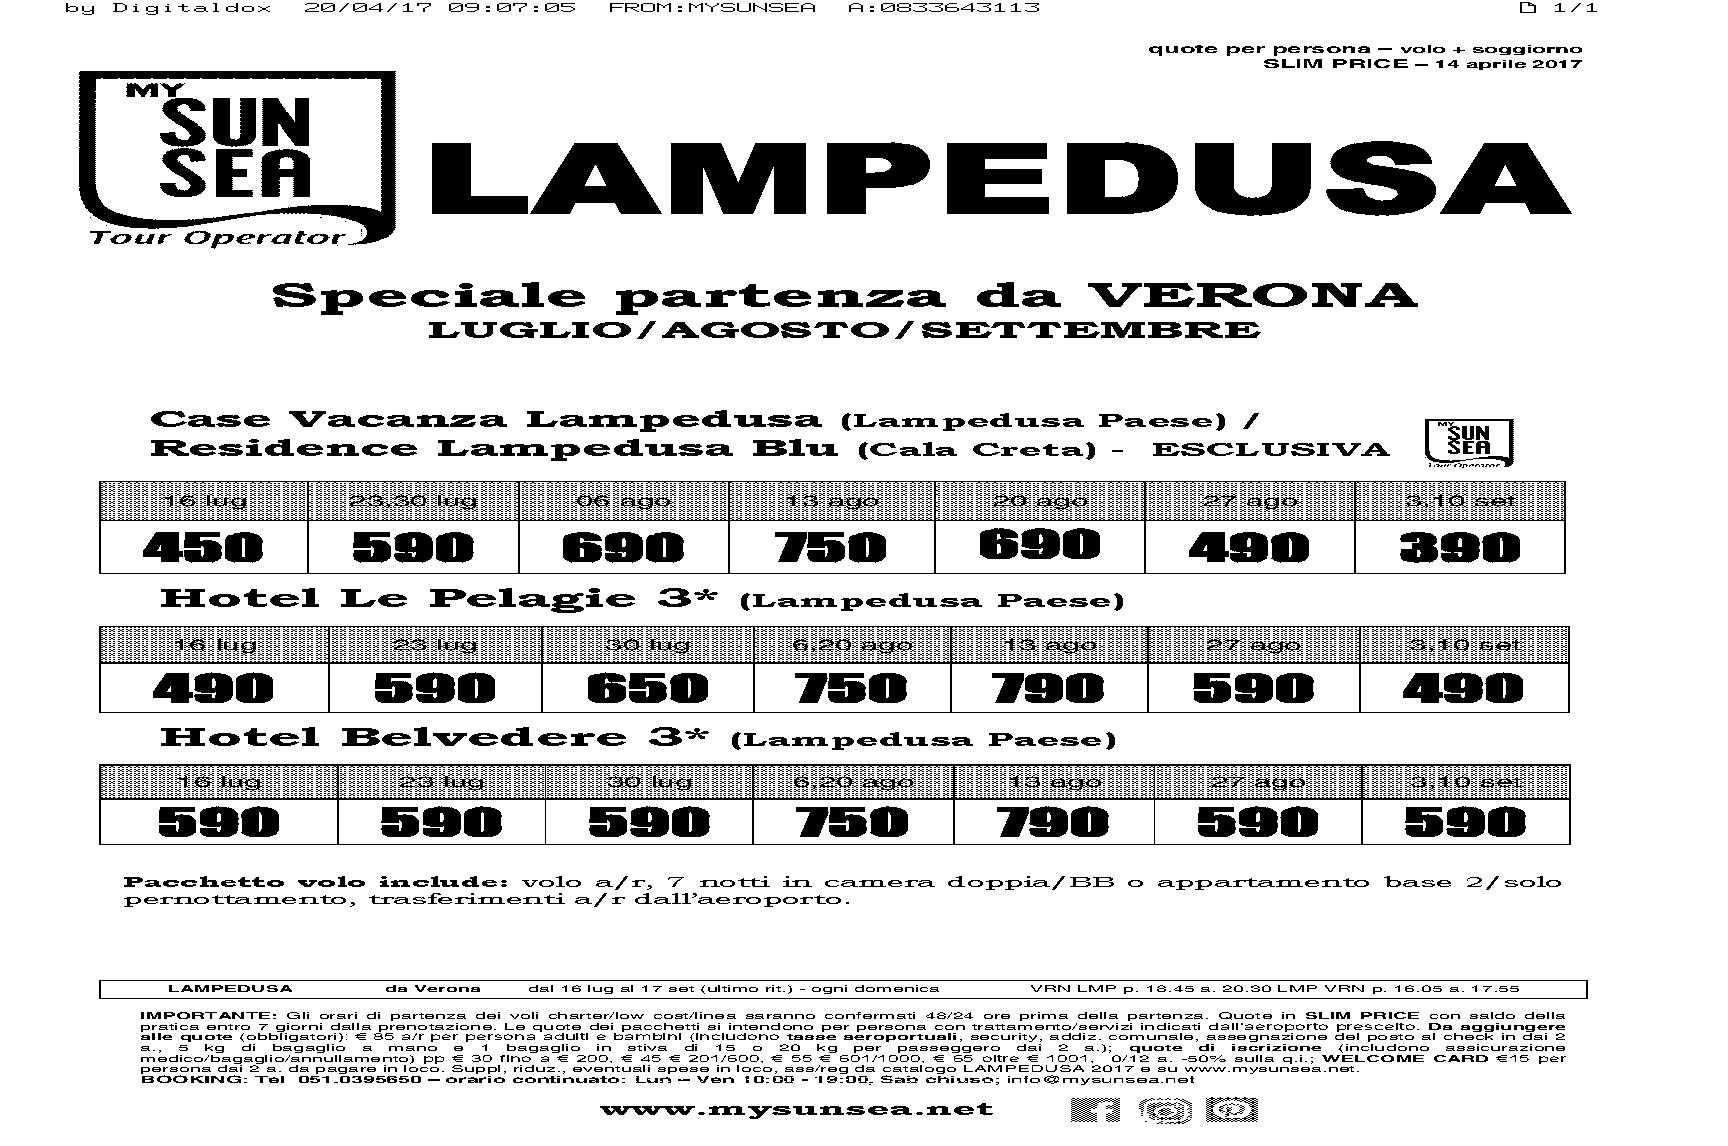 by Digitaldox 20/04/17 09:07:05 FROM:MYSUNSEA A:0833643113 1/1
quote per persona – volo + soggiorno
SLIM PRICE – 14 aprile 2017
MY
SUN
SEA
Tour Operator
LAMPEDUSA
Speciale partenza da VERONA
LUGLIO/AGOSTO/SETTEMBRE
Case Vacanza Lampedusa (Lampedusa Paese) /
Residence Lampedusa Blu (Cala Creta) - ESCLUSIVA
MY
SUN
SEA
Tour Operator
16 lug 23,30 lug 06 ago 13 ago 20 ago 27 ago 3,10 set
450 590 690 750 690 490 390
Hotel Le Pelagie 3* (Lampedusa Paese)
16 lug 23 lug 30 lug 6,20 ago 13 ago 27 ago 3,10 set
490 590 650 750 790 590 490
Hotel Belvedere 3* (Lampedusa Paese)
16 lug 23 lug 30 lug 6,20 ago 13 ago 27 ago 3,10 set
590 590 590 750 790 590 590
Pacchetto volo include: volo a/r, 7 notti in camera doppia/BB o appartamento base 2/solo
pernottamento, trasferimenti a/r dall'aeroporto.
LAMPEDUSA da Verona dal 16 lug al 17 set (ultimo rit.) - ogni domenica VRN LMP p. 18.45 a. 20.30 LMP VRN p. 16.05 a. 17.55
IMPORTANTE: Gli orari di partenza dei voli charter/low cost/linea saranno confermati 48/24 ore prima della partenza. Quote in SLIM PRICE con saldo della
pratica entro 7 giorni dalla prenotazione. Le quote dei pacchetti si intendono per persona con trattamento/servizi indicati dall'aeroporto prescelto. Da aggiungere
alle quote (obbligatori): € 85 a/r per persona adulti e bambini (includono tasse aeroportuali, security, addiz. comunale, assegnazione del posto al check in dai 2
a., 5 kg di bagaglio a mano e 1 bagaglio in stiva di 15 o 20 kg per passeggero dai 2 a.); quote di iscrizione (includono assicurazione
medico/bagaglio/annullamento) pp € 30 fino a € 200, € 45 € 201/600, € 55 € 601/1000, € 65 oltre € 1001, 0/12 a. -50% sulla q.i.; WELCOME CARD €15 per
persona dai 2 a. da pagare in loco. Suppl, riduz., eventuali spese in loco, ass/reg da catalogo LAMPEDUSA 2017 e su www.mysunsea.net.
BOOKING: Tel 051.0395650 – orario continuato: Lun – Ven 10:00 - 19:00, Sab chiuso; info@mysunsea.net
www.mysunsea.net